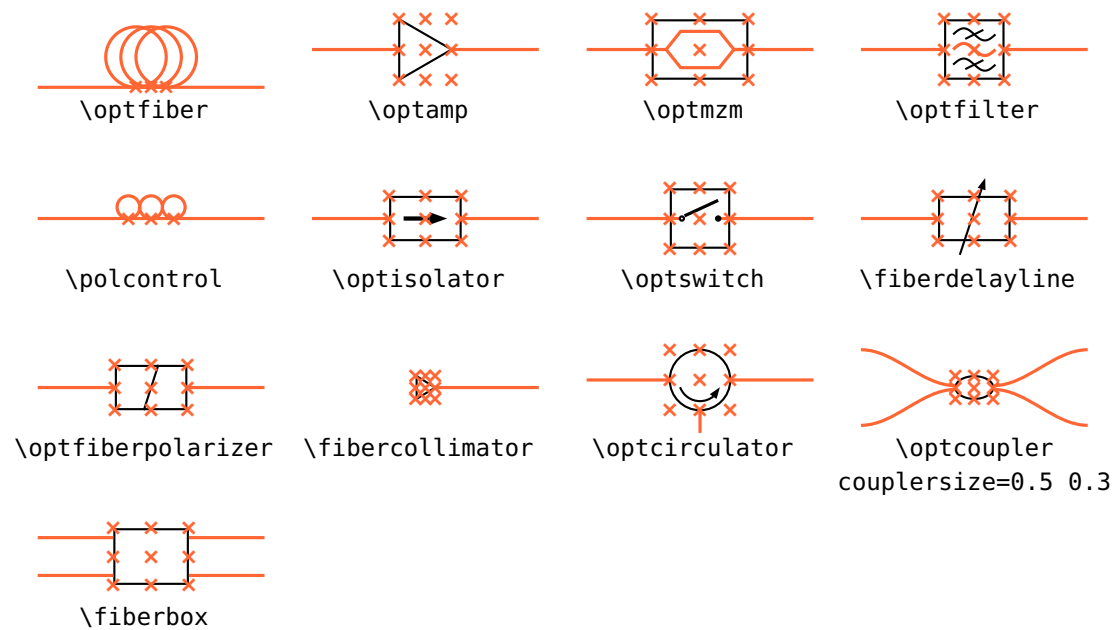 \optfiber
\optamp
\optmzm
\optfilter
\polcontrol
\optisolator
\optswitch
\fiberdelayline
\optfiberpolarizer
\fibercollimator
\optcirculator
\optcoupler
couplersize=0.5 0.3
\fiberbox